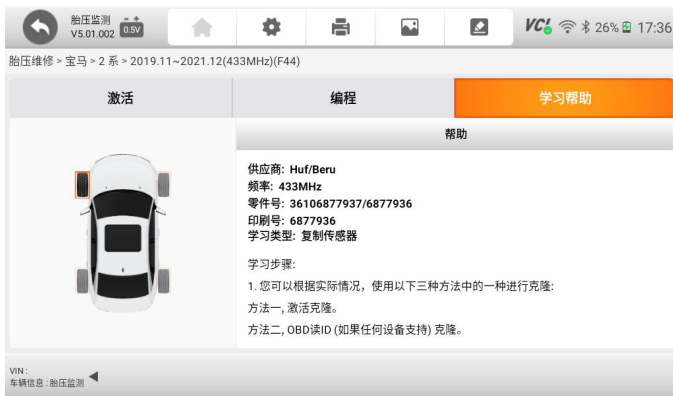 胎压监测
V5.01.002
- +
0.5V
VCI
26%
17:36
胎压维修 > 宝马 > 2 系 > 2019.11~2021.12(433MHz)(F44)
激活
编程
学习帮助
帮助
供应商: Huf/Beru
频率: 433MHz
零件号: 36106877937/6877936
印刷号: 6877936
学习类型: 复制传感器
学习步骤:
1. 您可以根据实际情况，使用以下三种方法中的一种进行克隆:
方法一, 激活克隆。
方法二, OBD读ID (如果任何设备支持) 克隆。
VIN :
车辆信息 : 胎压监测